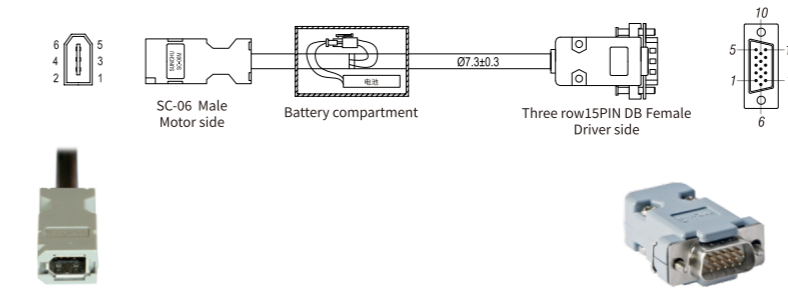 10
6 5
4 3
2 1
Ø7.3±0.3
5
1
电池
SC-06 Male
Motor side
Battery compartment
Three row15PIN DB Female
Driver side
6